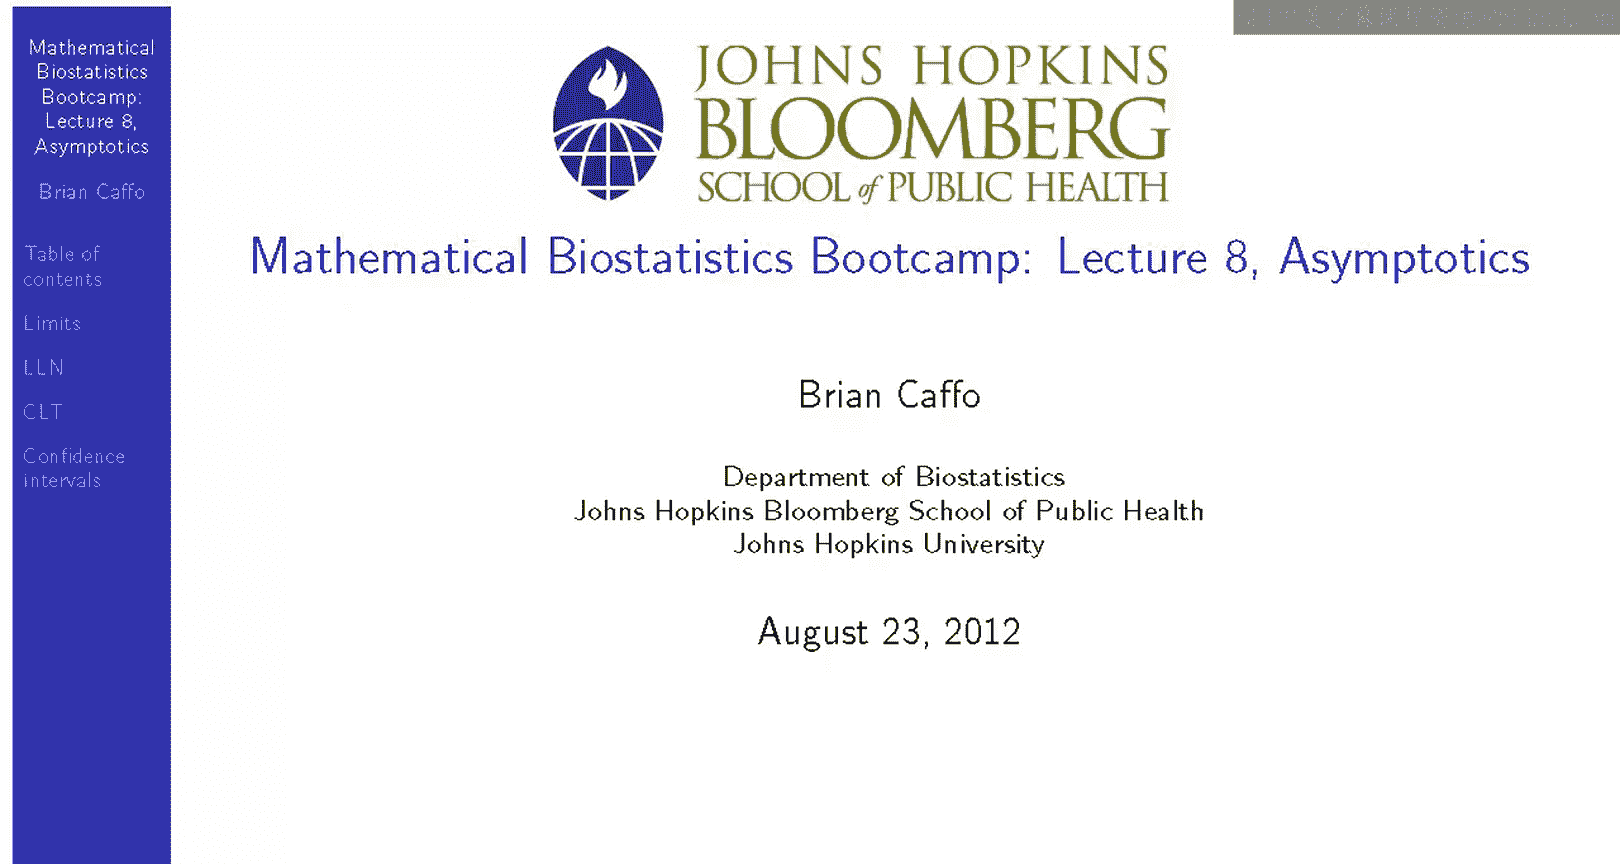 Mathematical
Biostatistics
Bootcamp:
Lecture 8,
Asymptotics
Brian Caffo
Table of
contents
Limits
LLN
CLT
Confidence
intervals
JOHNS HOPKINS
BLOOMBERG
SCHOOL of PUBLIC HEALTH
Mathematical Biostatistics Bootcamp: Lecture 8, Asymptotics
Brian Caffo
Department of Biostatistics
Johns Hopkins Bloomberg School of Public Health
Johns Hopkins University
August 23, 2012